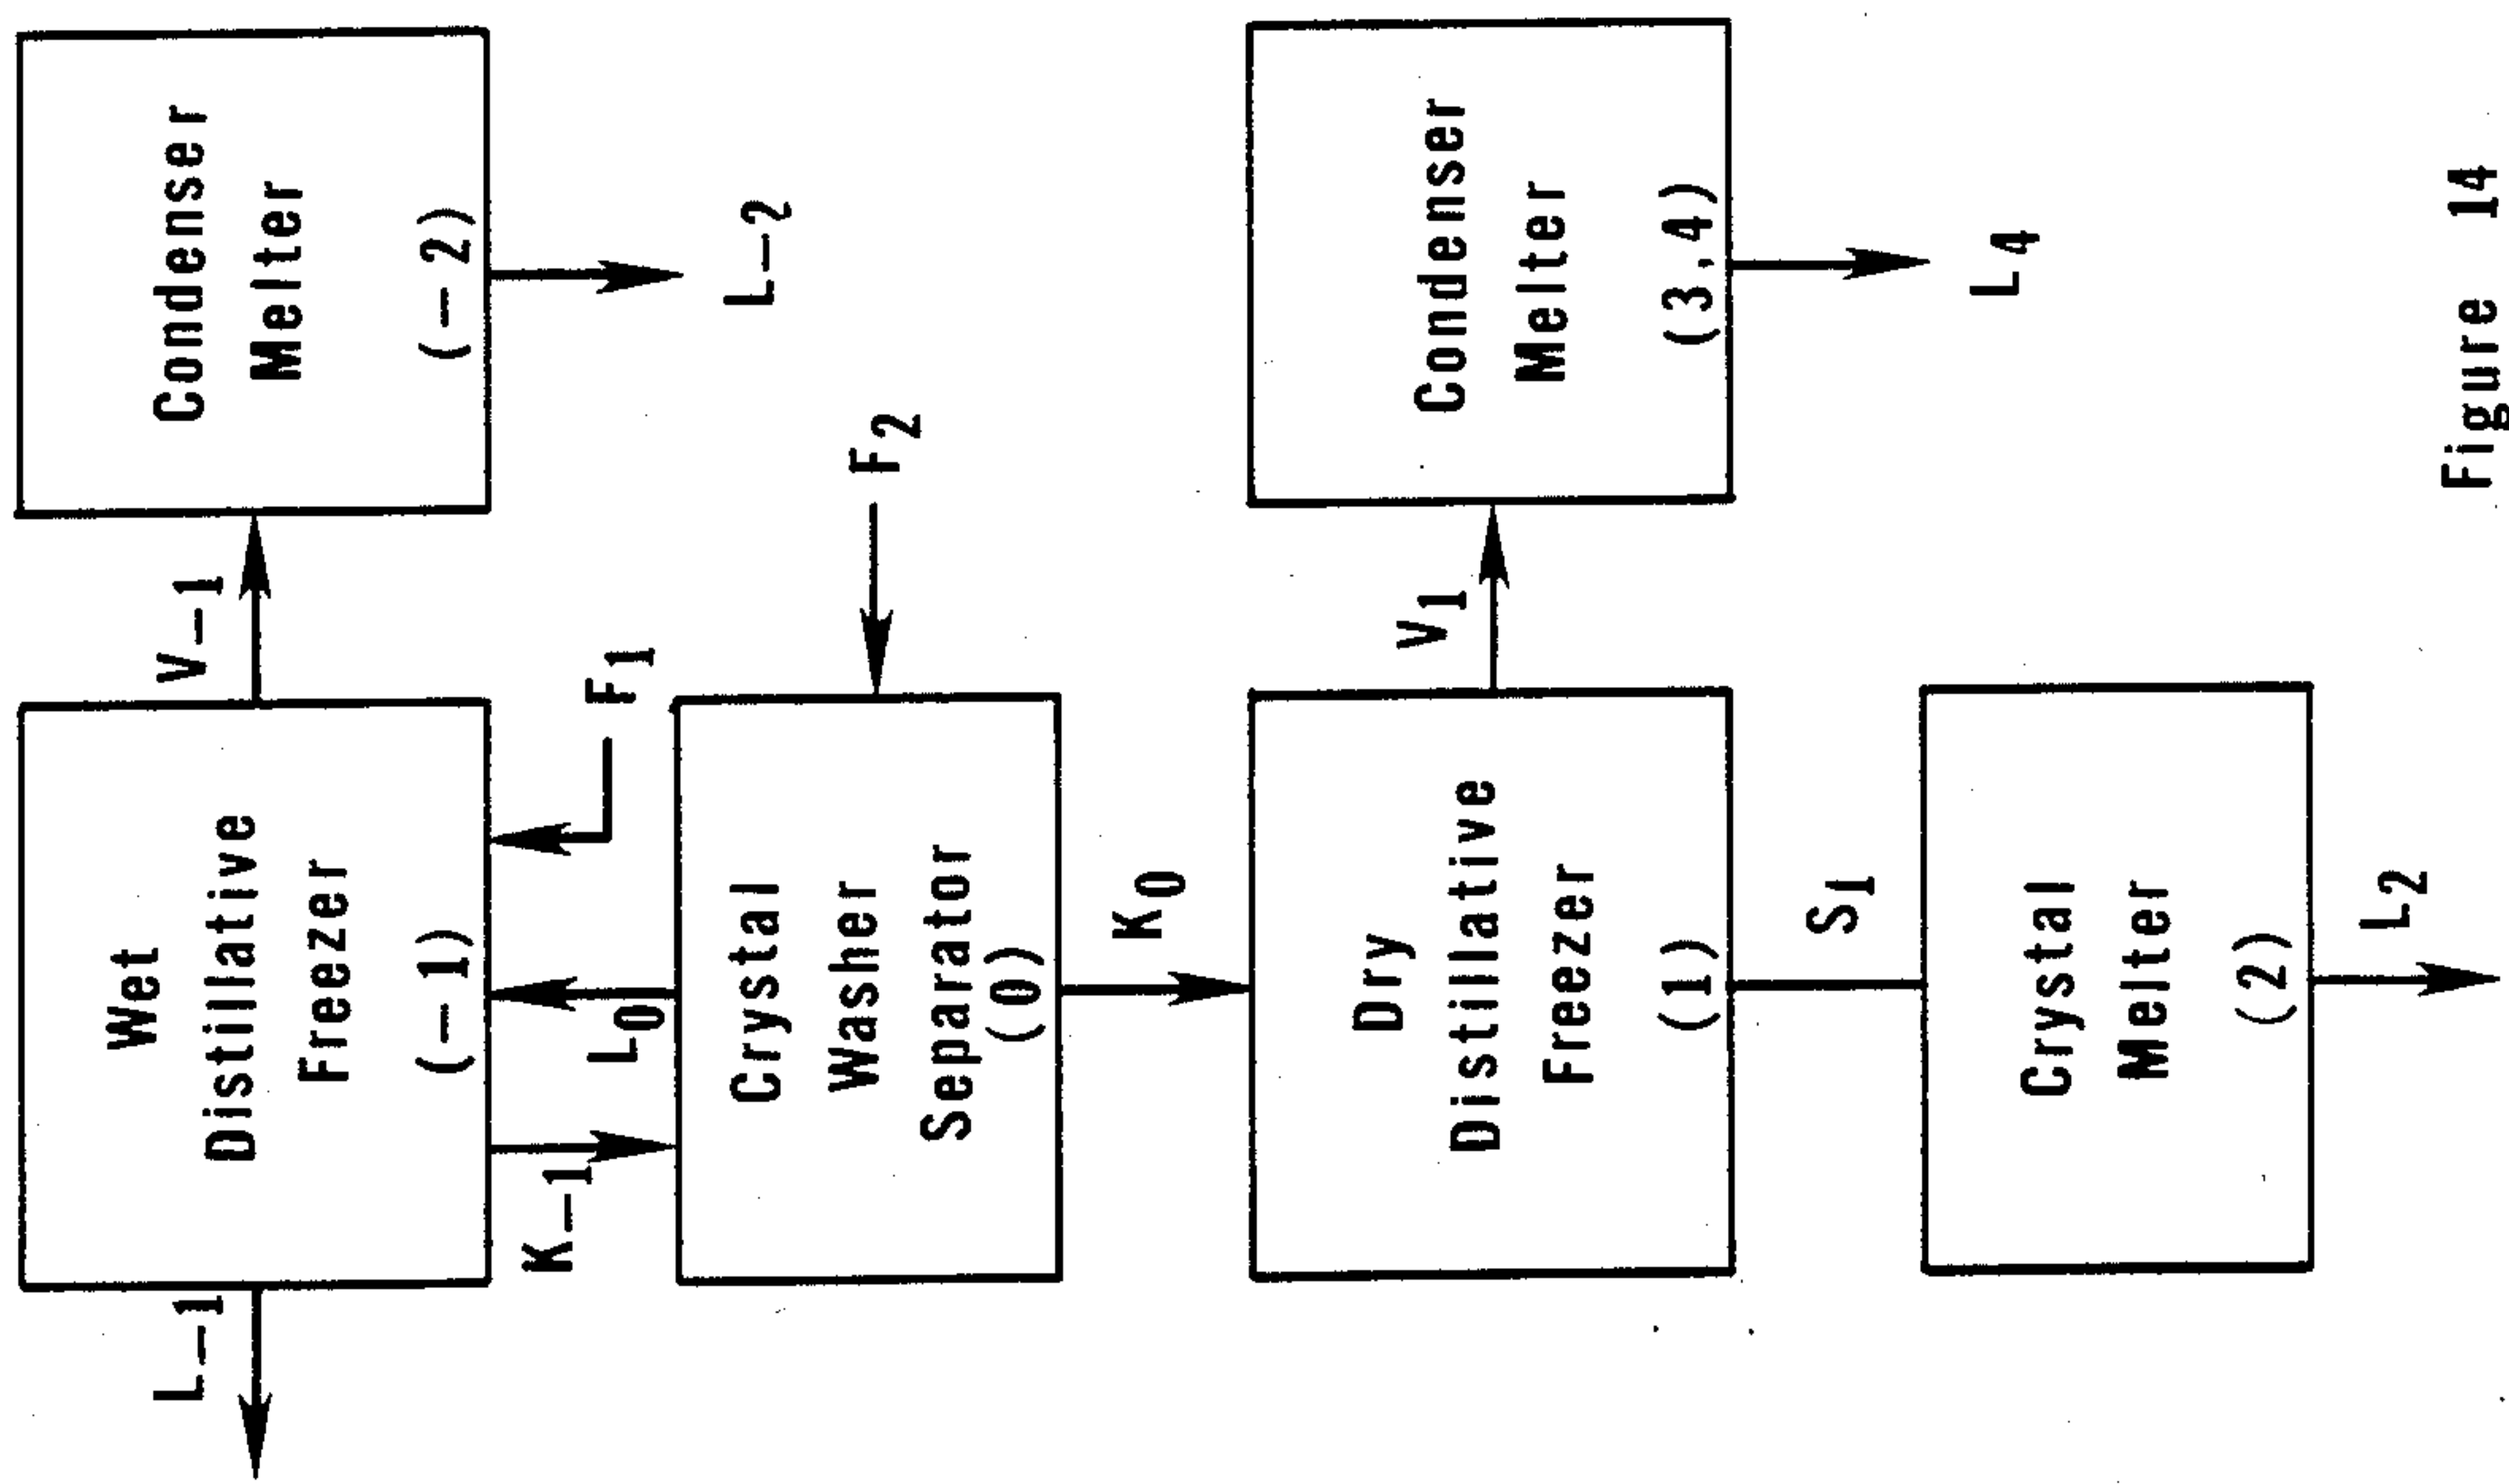 L-1
Wet
Distillative
Freezer
(-1)
V-1
Condenser
Melter
(-2)
K-1
L0
F1
L-2
Crystal
Washer
Separator
(0)
F2
K0
Dry
Distillative
Freezer
(1)
V1
Condenser
Melter
(3,4)
S1
L4
Crystal
Melter
(2)
L2
Figure 14